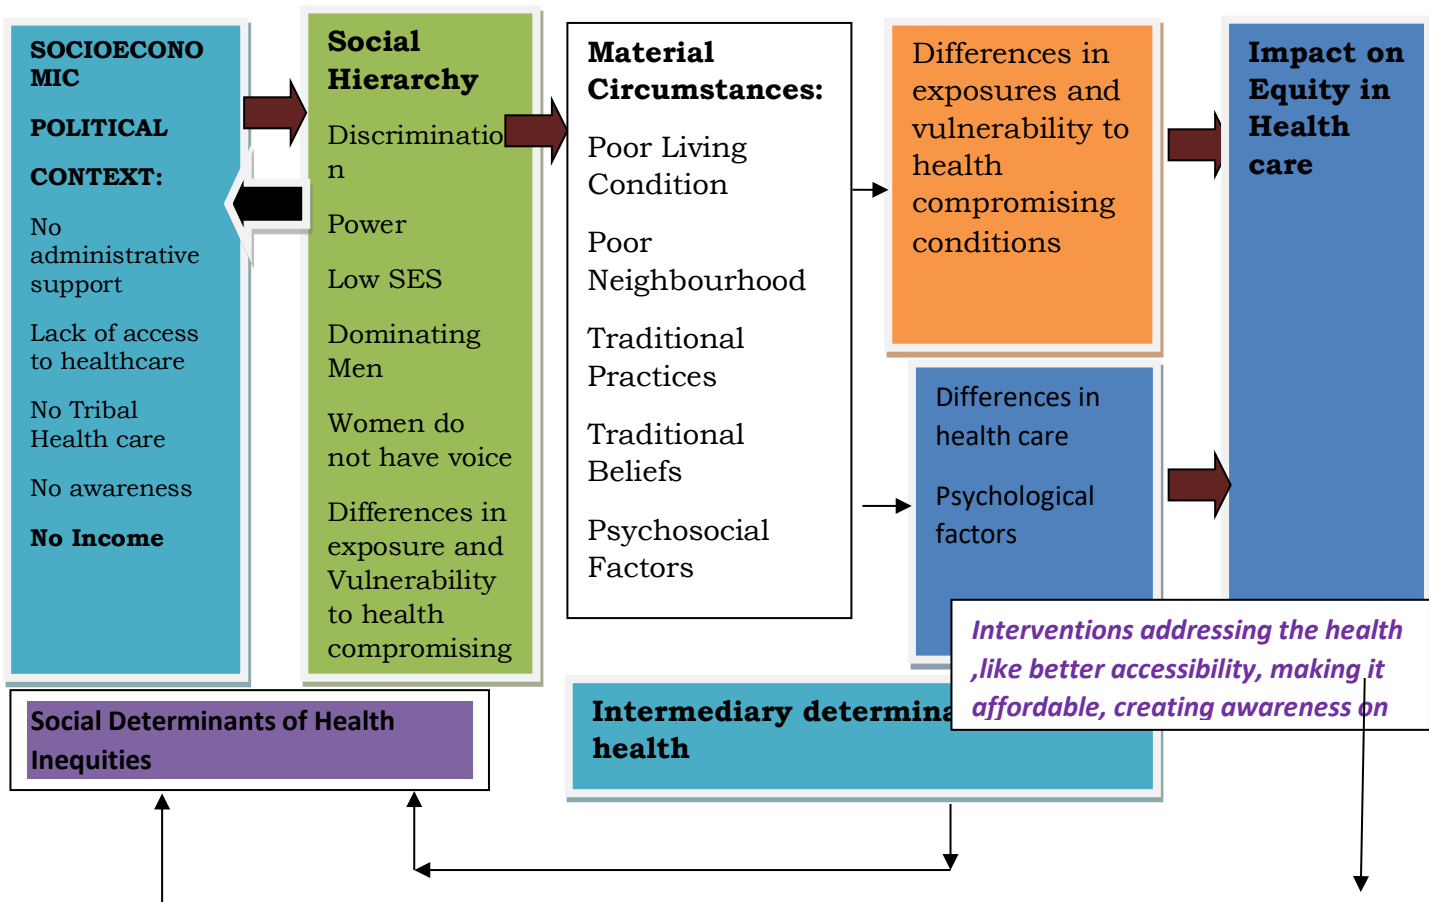 SOCIOECONO
MIC
POLITICAL
CONTEXT:
No
administrative
support
Lack of access
to healthcare
No Tribal
Health care
No awareness
No Income
Social
Hierarchy
Discriminatio
n
Power
Low SES
Dominating
Men
Women do
not have voice
Differences in
exposure and
Vulnerability
to health
compromising
Material
Circumstances:
Poor Living
Condition
Poor
Neighbourhood
Traditional
Practices
Traditional
Beliefs
Psychosocial
Factors
Differences in
exposures and
vulnerability to
health
compromising
conditions
Differences in
health care
Psychological
factors
Impact on
Equity in
Health
care
Interventions addressing the health
,like better accessibility, making it
affordable, creating awareness on
Social Determinants of Health
Inequities
Intermediary
health